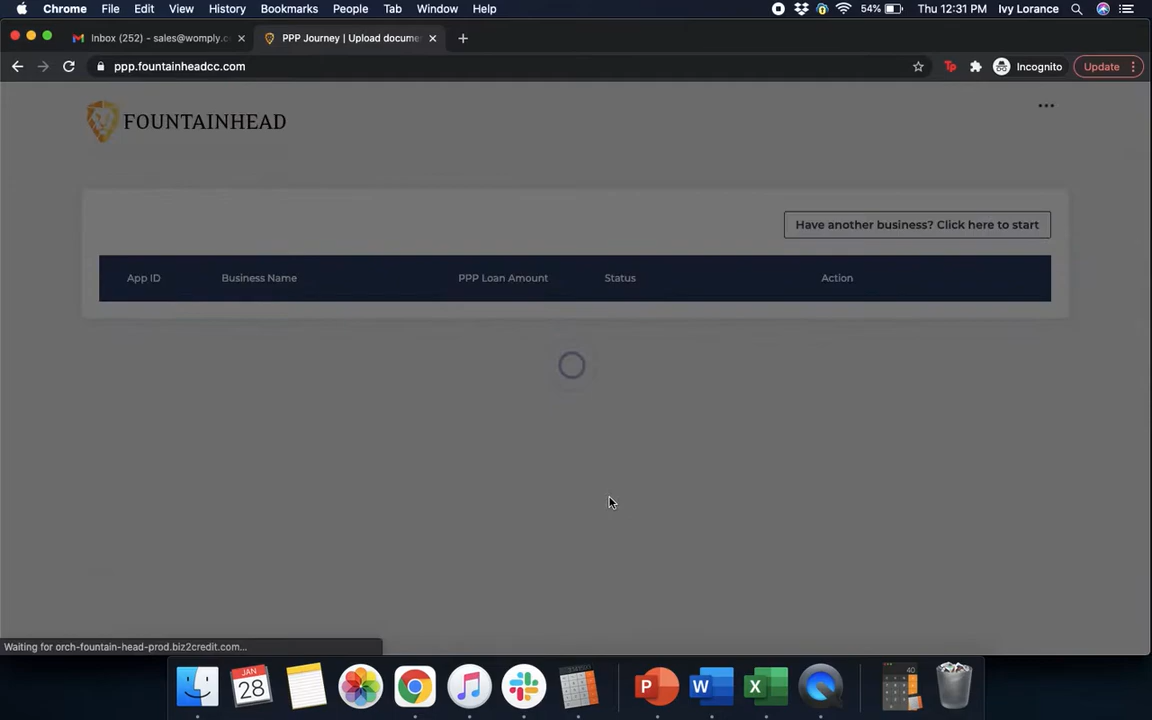 Chrome File Edit View History Bookmarks People Tab Window Help 54% Thu 12:31 PM Ivy Lorance
Inbox (252) - sales@womply.c PPP Journey | Upload docume
ppp.fountainheadcc.com Incognito Update
FOUNTAINHEAD
Have another business? Click here to start
App ID Business Name PPP Loan Amount Status Action
Waiting for orch-fountain-head-prod.biz2credit.com...
JAN
28
P W X
40